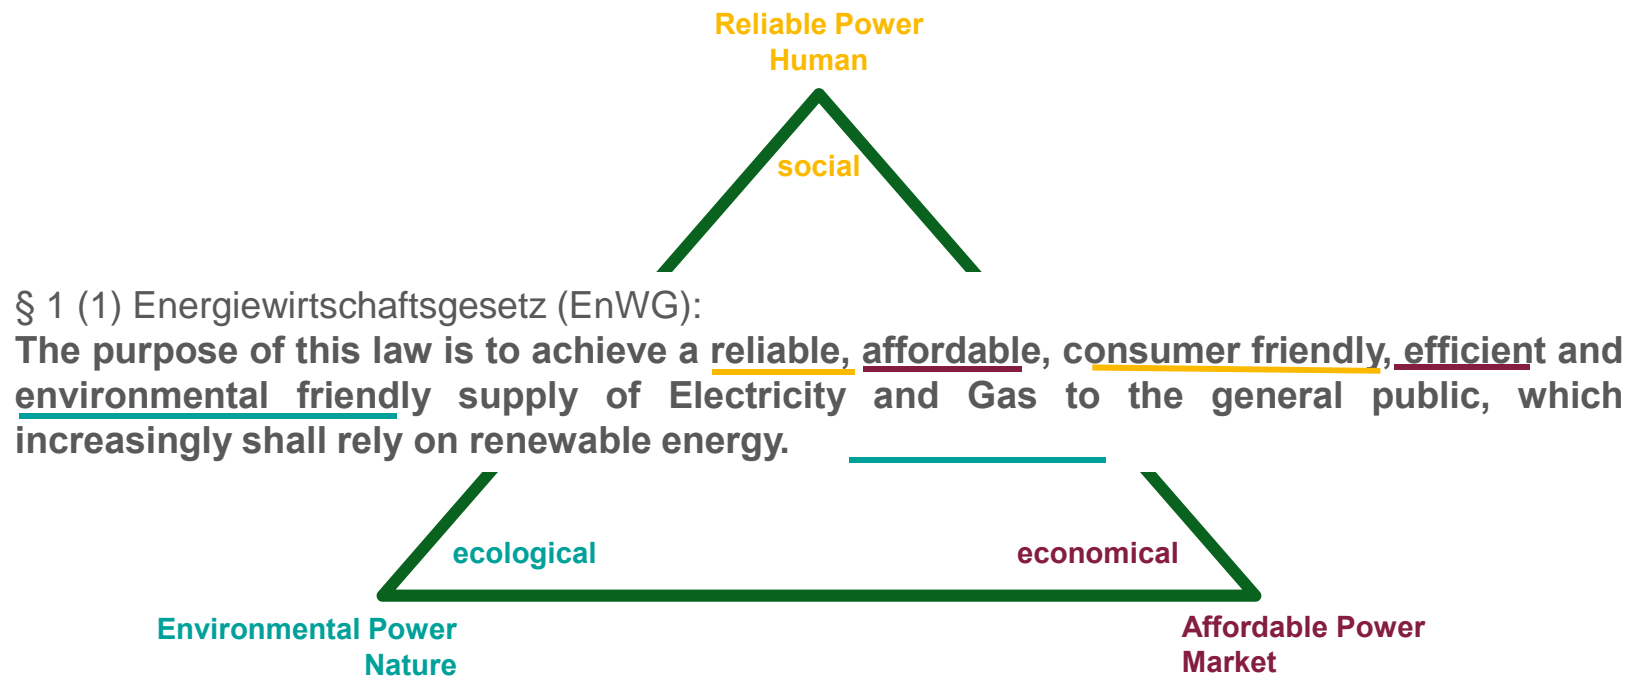 Reliable Power
Human
social
§ 1 (1) Energiewirtschaftsgesetz (EnWG):
The purpose of this law is to achieve a reliable, affordable, consumer friendly, efficient and
environmental friendly supply of Electricity and Gas to the general public, which
increasingly shall rely on renewable energy.
ecological
economical
Environmental Power
Nature
Affordable Power
Market